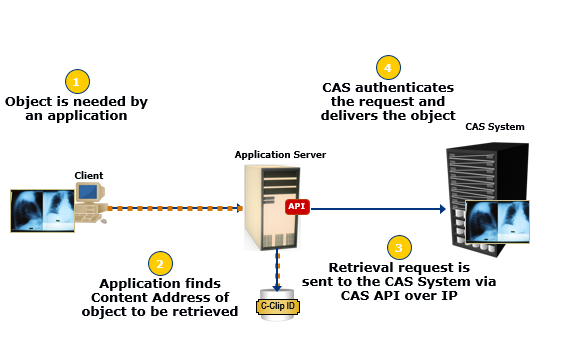 1
Object is needed by
an application
4
CAS authenticates
the request and
delivers the object
CAS System
Application Server
Client
API
2
Application finds
Content Address of
object to be retrieved
3
Retrieval request is
sent to the CAS System via
CAS API over IP
C-Clip ID